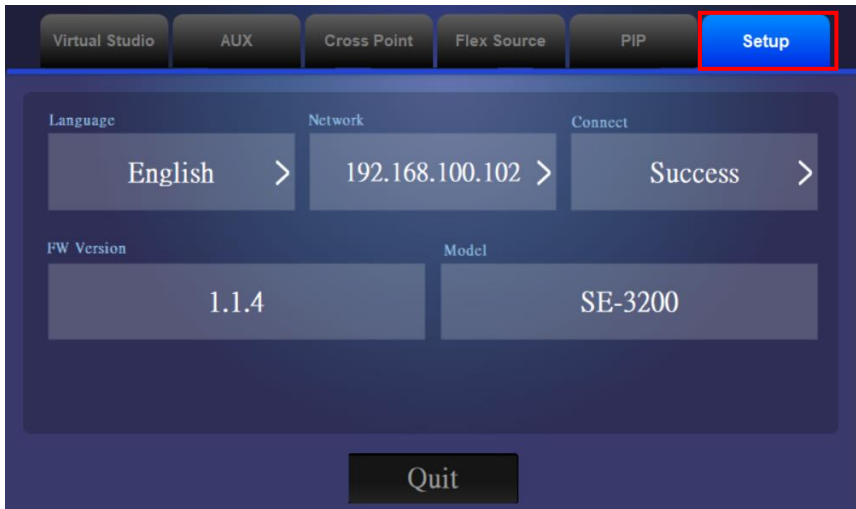 Virtual Studio AUX Cross Point Flex Source PIP Setup
Language Network Connect
English > 192.168.100.102 > Success >
FW Version Model
1.1.4 SE-3200
Quit